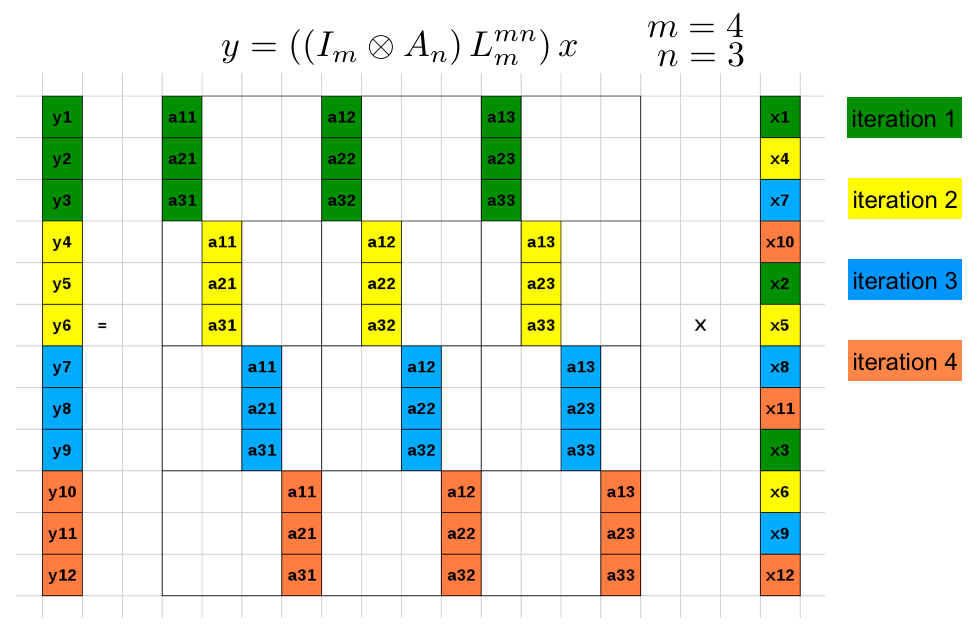 y = ((I_m ⊗ A_n) L_m^{mn}) x
m = 4
n = 3
y1 a11 a12 a13 x1 iteration 1
y2 a21 a22 a23 x4
y3 a31 a32 a33 x7 iteration 2
y4 a11 a12 a13 x10
y5 a21 a22 a23 x2 iteration 3
y6 = a31 a32 a33 X x5
y7 a11 a12 a13 x8 iteration 4
y8 a21 a22 a23 x11
y9 a31 a32 a33 x3
y10 a11 a12 a13 x6
y11 a21 a22 a23 x9
y12 a31 a32 a33 x12